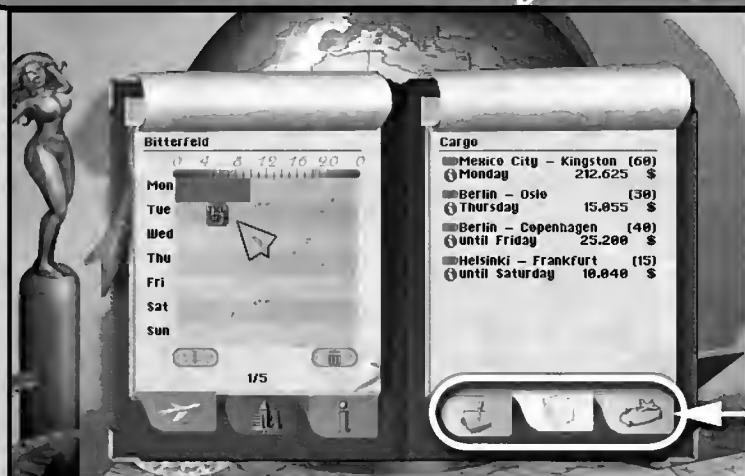 Bitterfeld
0 4 8 12 16 20 0
Mon
Tue
Wed
Thu
Fri
Sat
Sun
1/5
Cargo
Mexico City – Kingston (60)
Monday 212.625 $
Berlin – Oslo (30)
Thursday 15.055 $
Berlin – Copenhagen (40)
until Friday 25.200 $
Helsinki – Frankfurt (15)
until Saturday 10.040 $